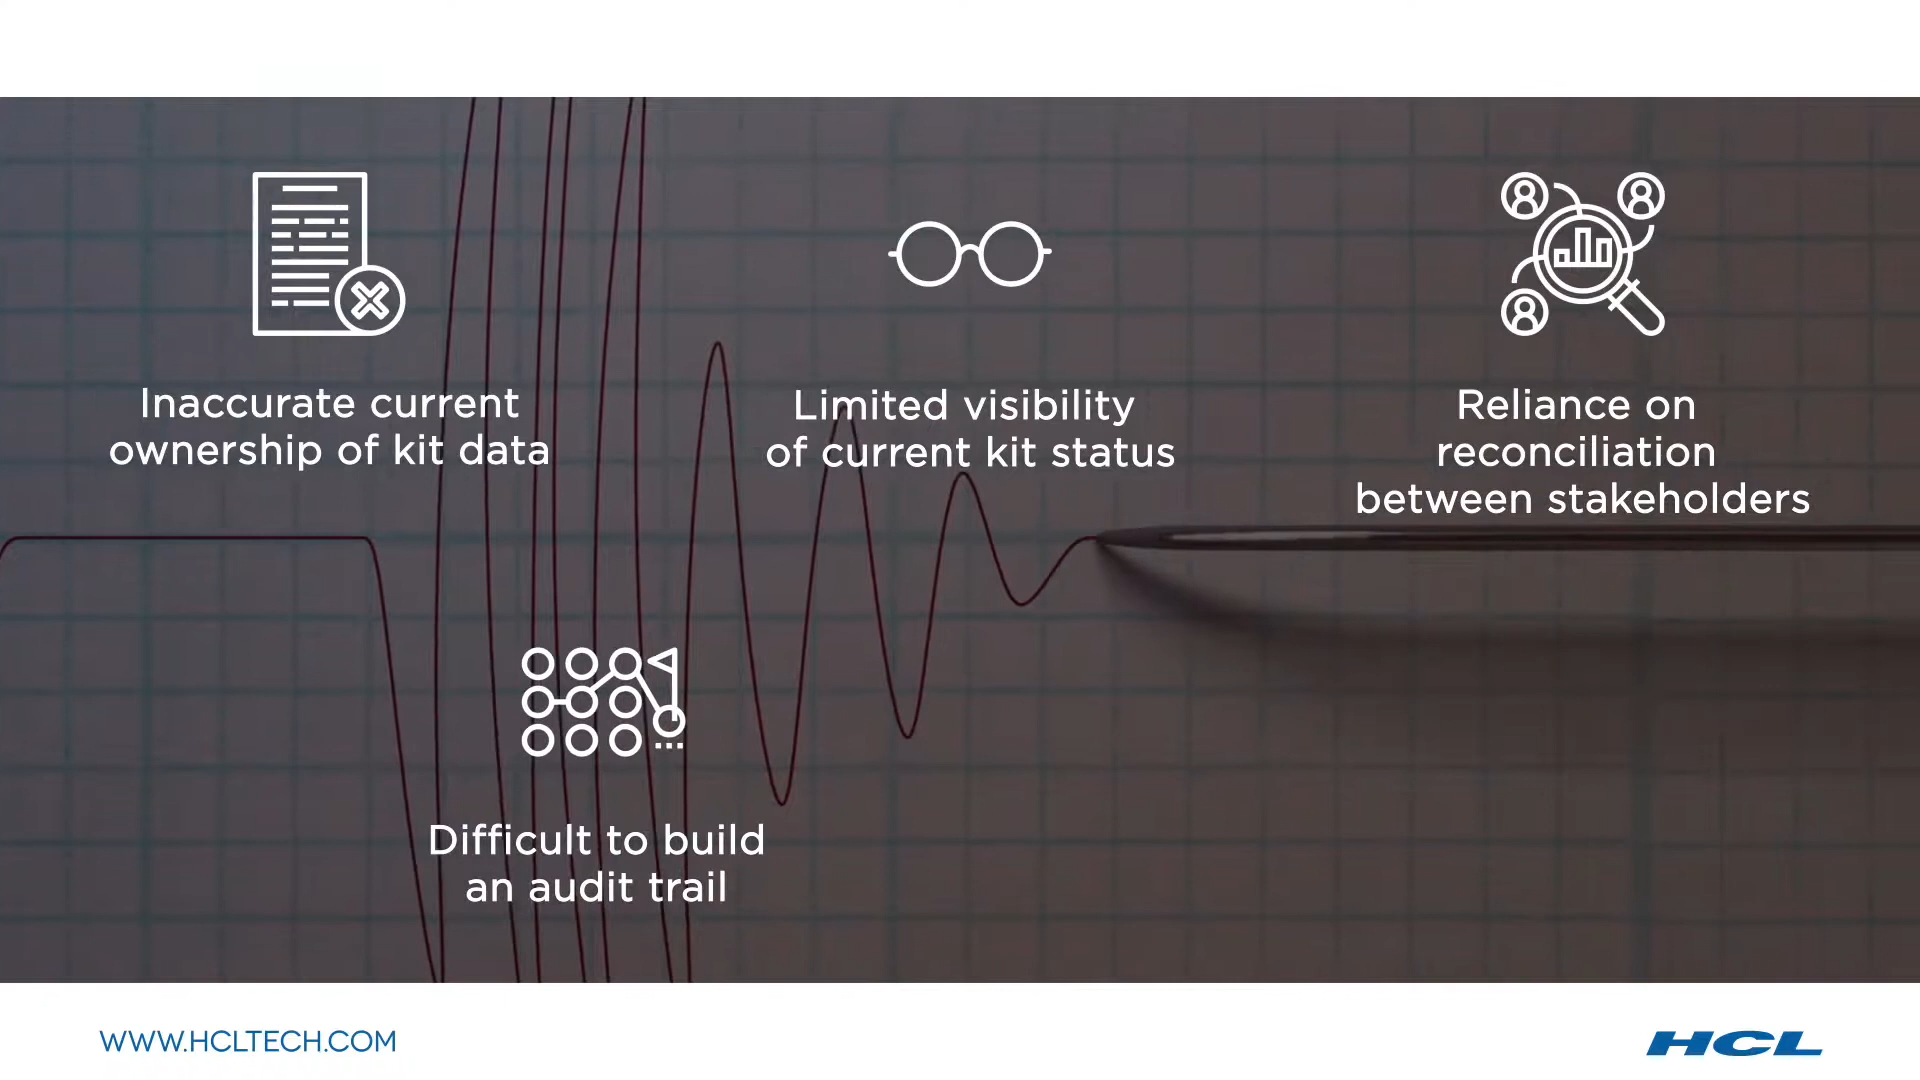 Inaccurate current
ownership of kit data
Limited visibility
of current kit status
Reliance on
reconciliation
between stakeholders
Difficult to build
an audit trail
WWW.HCLTECH.COM
HCL